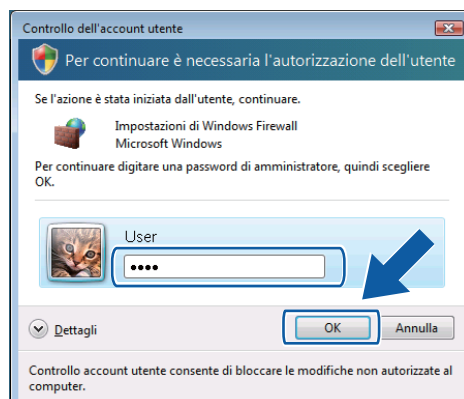 Controllo dell'account utente
Per continuare è necessaria l'autorizzazione dell'utente
Se l'azione è stata iniziata dall'utente, continuare.
Impostazioni di Windows Firewall
Microsoft Windows
Per continuare digitare una password di amministratore, quindi scegliere
OK.
User
••••
Dettagli
OK
Annulla
Controllo account utente consente di bloccare le modifiche non autorizzate al
computer.